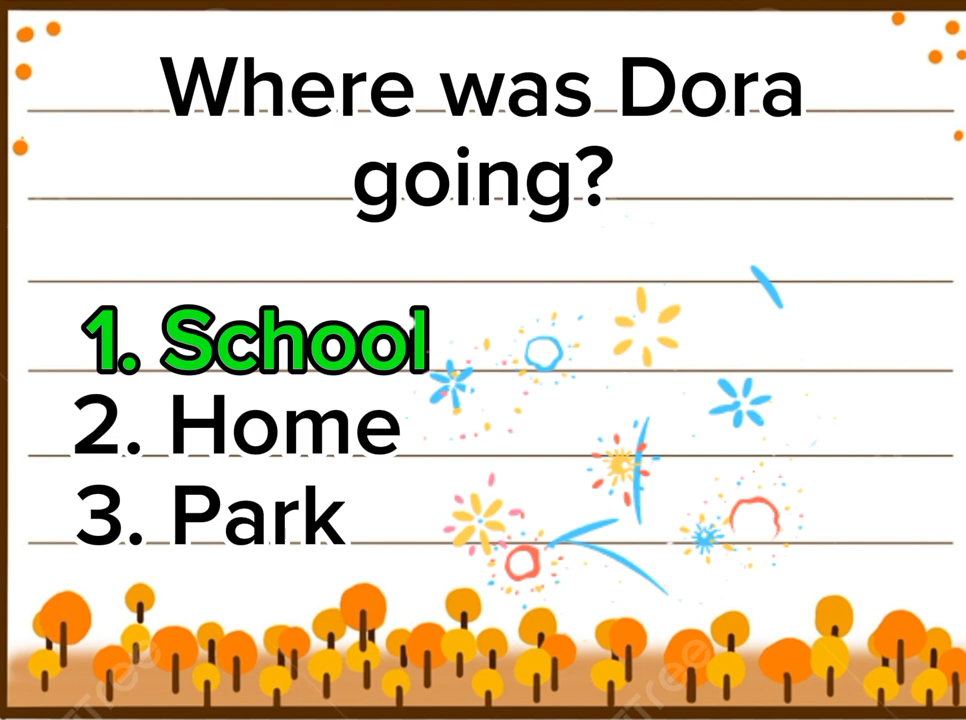 Where was Dora
going?
1. School
2. Home
3. Park